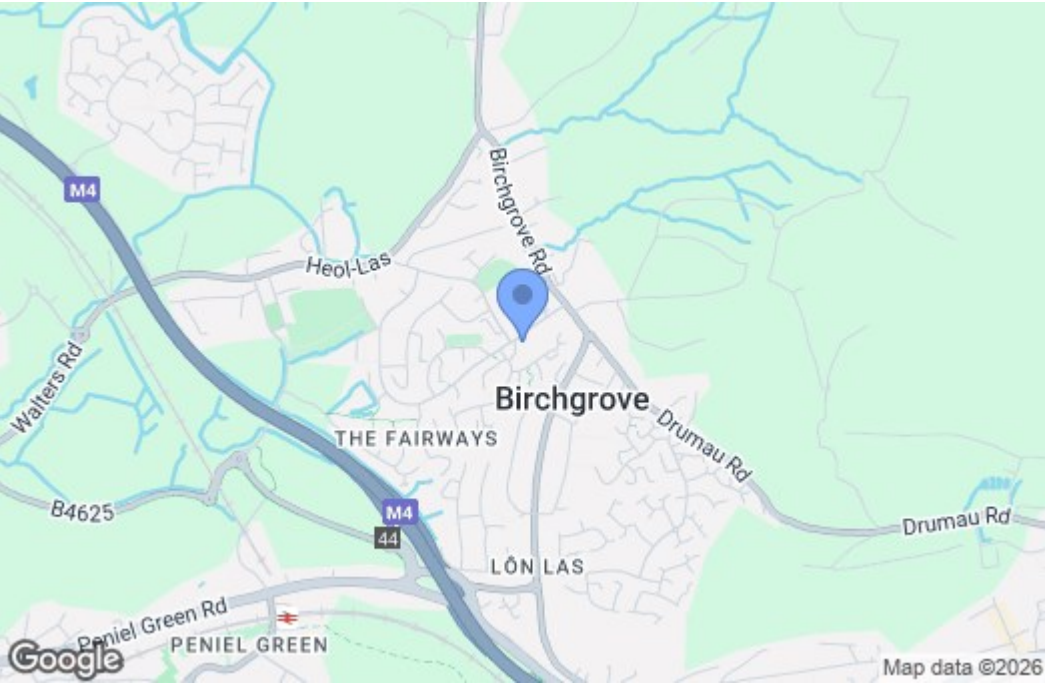 M4
Birchgrove Rd
Heol-Las
Walters Rd
Birchgrove
THE FAIRWAYS
Drumau Rd
B4625
M4
44
Drumau Rd
LÔN LAS
Peniel Green Rd
PENIEL GREEN
Google
Map data ©2026